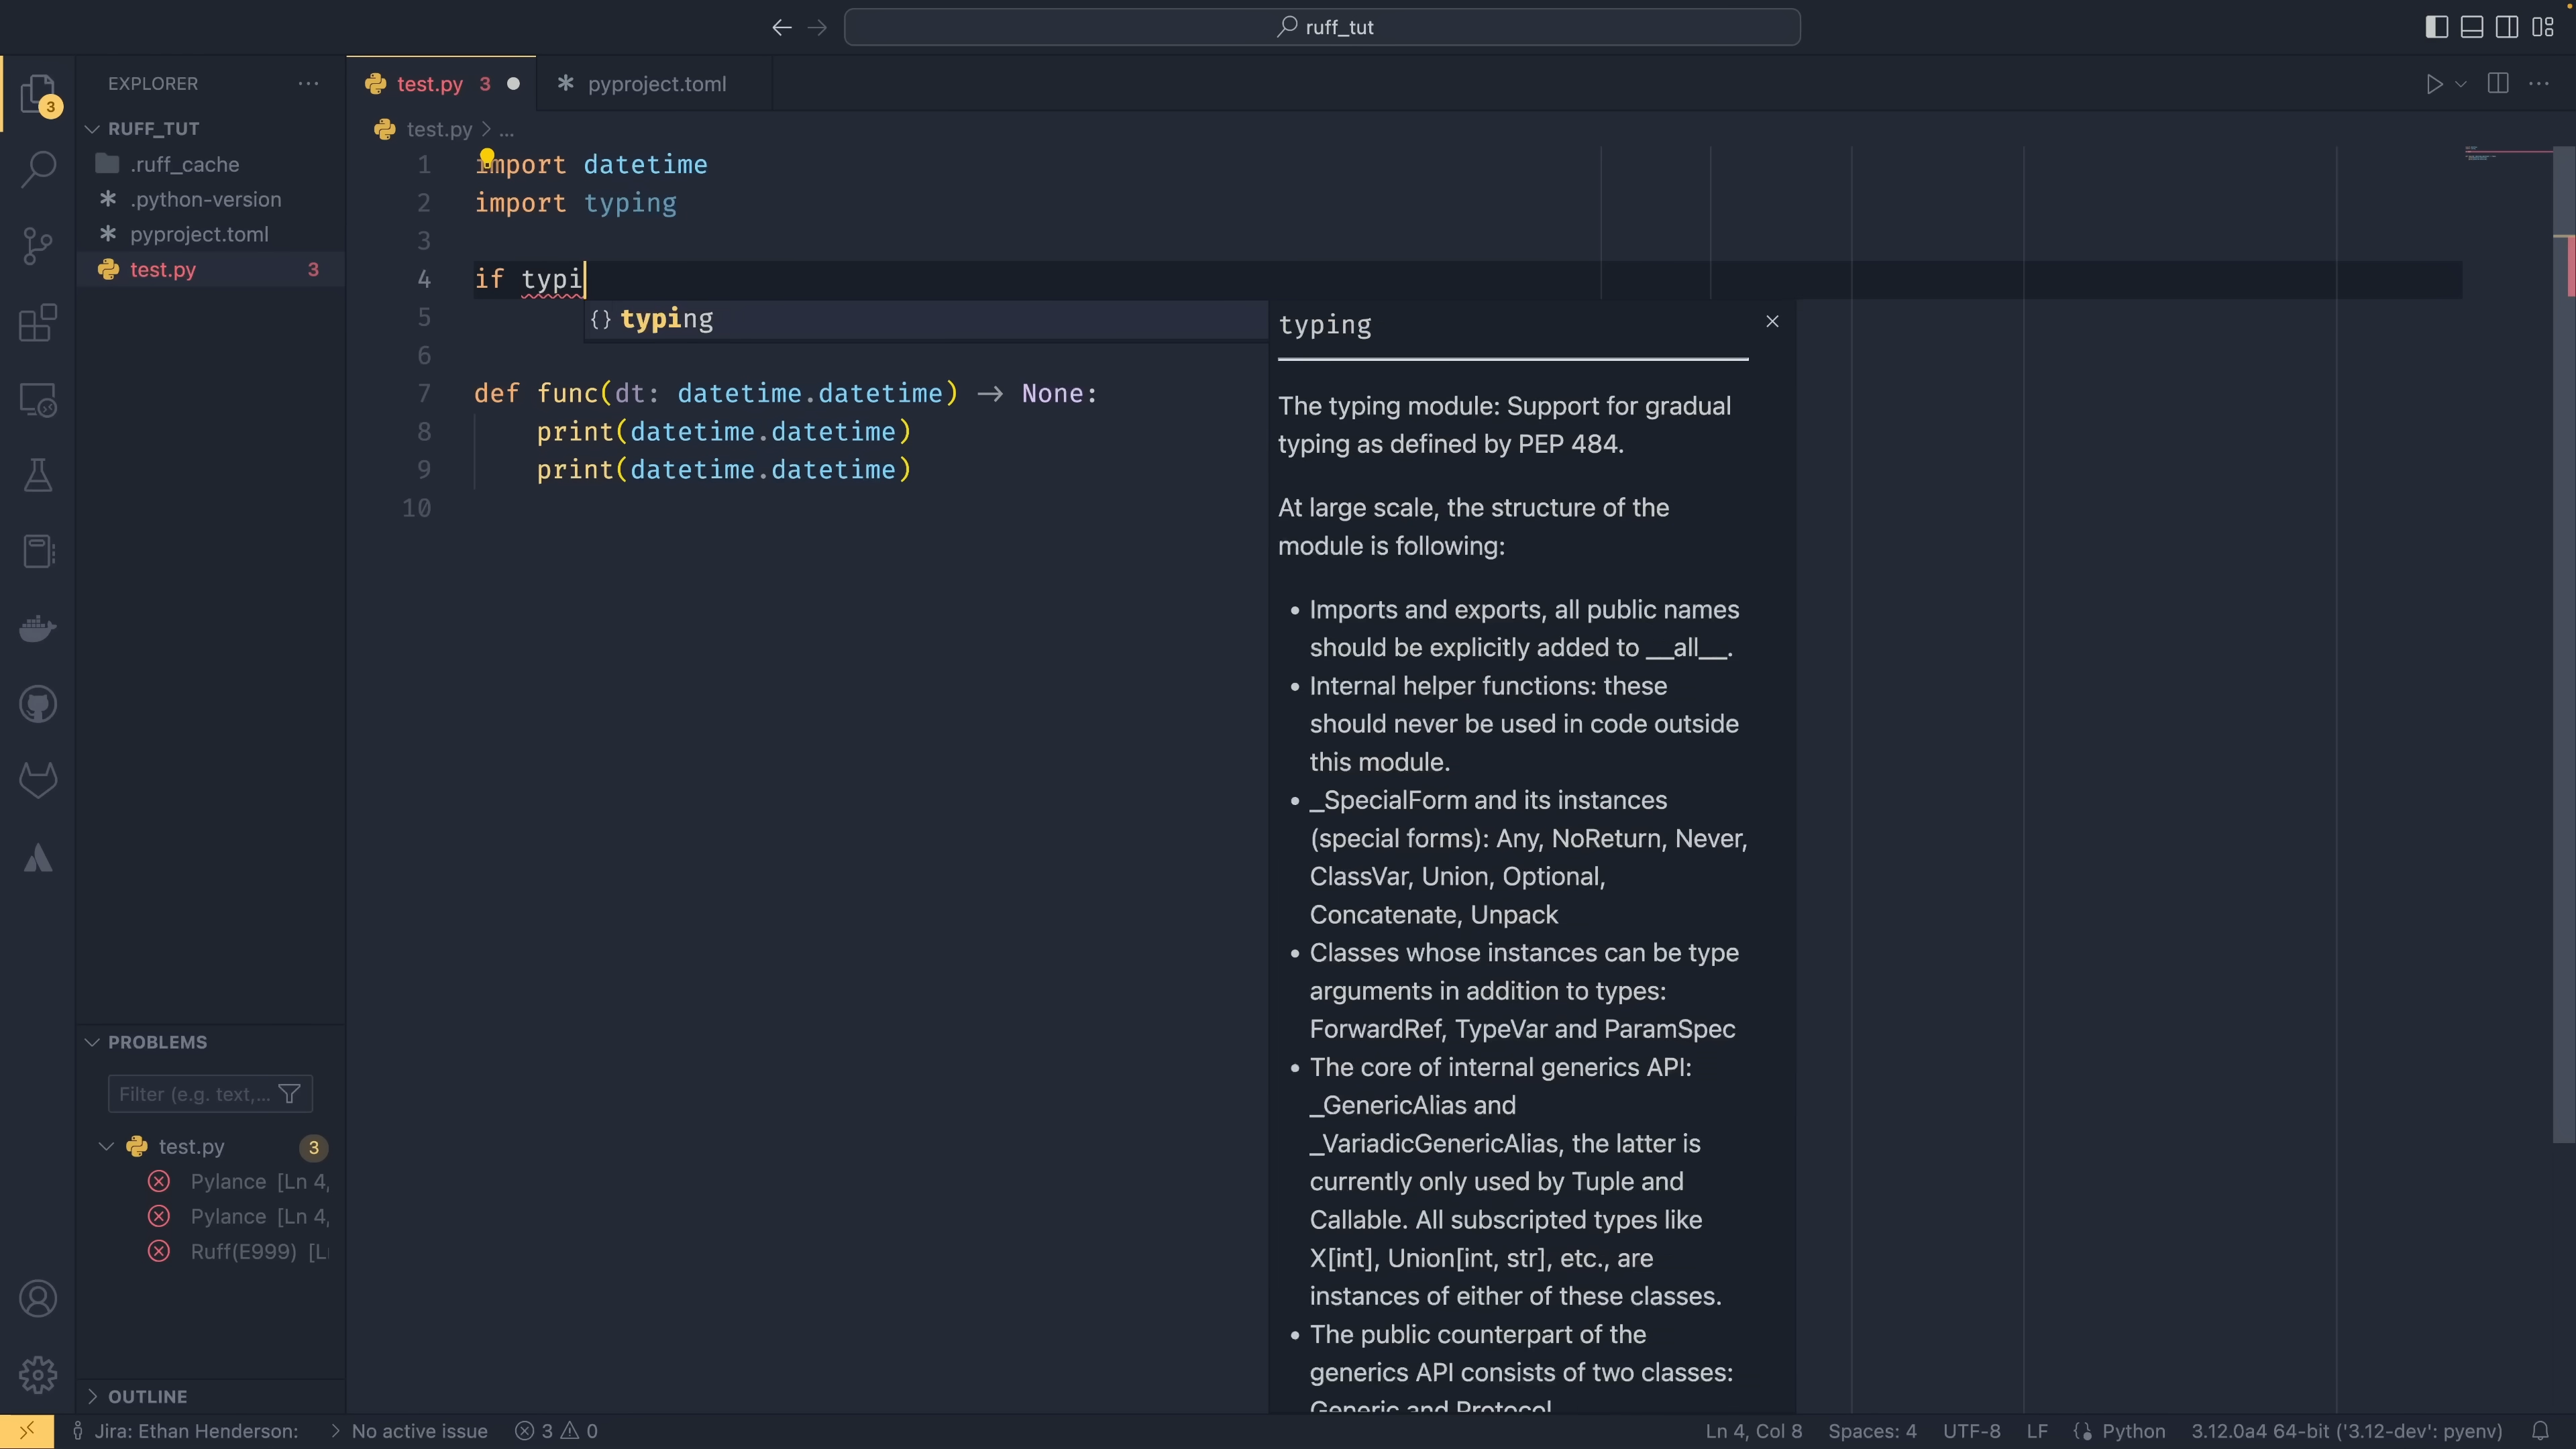 ruff_tut
EXPLORER
test.py 3
pyproject.toml
3
RUFF_TUT
.ruff_cache
.python-version
pyproject.toml
test.py 3
test.py > ...
1 import datetime
2 import typing
3
4 if typi
5
{} typing
6
7 def func(dt: datetime.datetime) → None:
8 print(datetime.datetime)
9 print(datetime.datetime)
10
typing
The typing module: Support for gradual
typing as defined by PEP 484.
At large scale, the structure of the
module is following:
• Imports and exports, all public names
should be explicitly added to __all__.
• Internal helper functions: these
should never be used in code outside
this module.
• _SpecialForm and its instances
(special forms): Any, NoReturn, Never,
ClassVar, Union, Optional,
Concatenate, Unpack
• Classes whose instances can be type
arguments in addition to types:
ForwardRef, TypeVar and ParamSpec
• The core of internal generics API:
_GenericAlias and
_VariadicGenericAlias, the latter is
currently only used by Tuple and
Callable. All subscripted types like
X[int], Union[int, str], etc., are
instances of either of these classes.
• The public counterpart of the
generics API consists of two classes:
Generic and Protocol
PROBLEMS
Filter (e.g. text,...
test.py 3
Pylance [Ln 4,
Pylance [Ln 4,
Ruff(E999) [L
OUTLINE
Jira: Ethan Henderson: > No active issue 3 0
Ln 4, Col 8 Spaces: 4 UTF-8 LF Python 3.12.0a4 64-bit ('3.12-dev': pyenv)